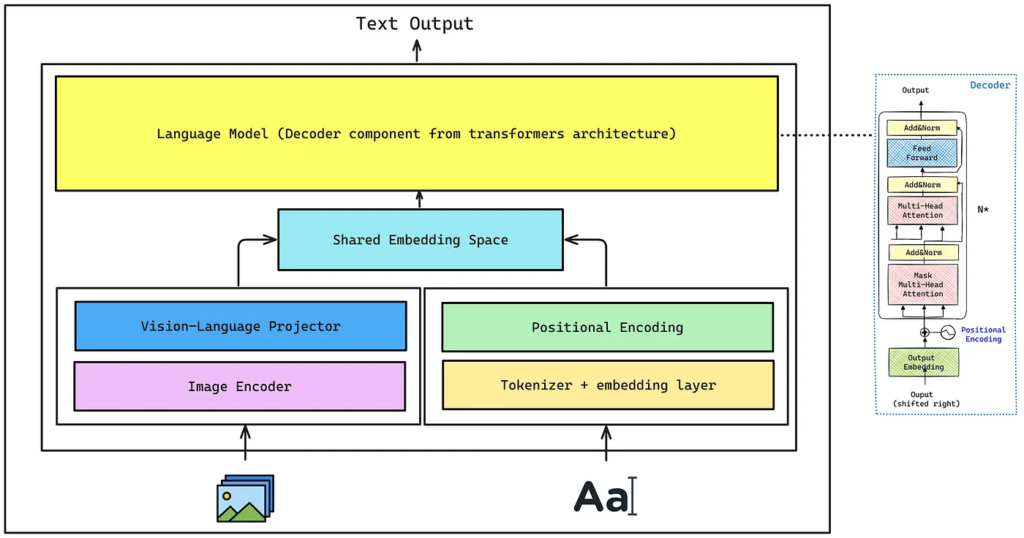 Text Output
Language Model (Decoder component from transformers architecture)
Shared Embedding Space
Vision-Language Projector
Image Encoder
Positional Encoding
Tokenizer + embedding layer
Aa
Decoder
Output
Add&Norm
Feed
Forward
Add&Norm
Multi-Head
Attention
N*
Add&Norm
Mask
Multi-Head
Attention
Positional
Encoding
Output
Embedding
Ouput
(shifted right)